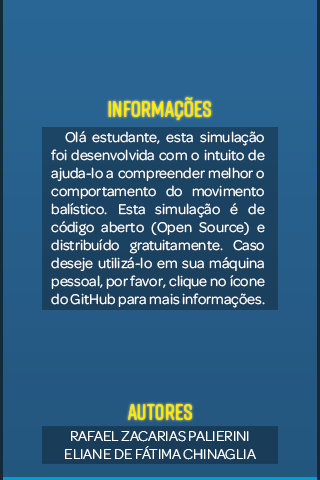 INFORMAÇÕES
Olá estudante, esta simulação
foi desenvolvida com o intuito de
ajuda-lo a compreender melhor o
comportamento do movimento
balístico. Esta simulação é de
código aberto (Open Source) e
distribuído gratuitamente. Caso
deseje utilizá-lo em sua máquina
pessoal, por favor, clique no ícone
do GitHub para mais informações.
AUTORES
RAFAEL ZACARIAS PALIERINI
ELIANE DE FÁTIMA CHINAGLIA